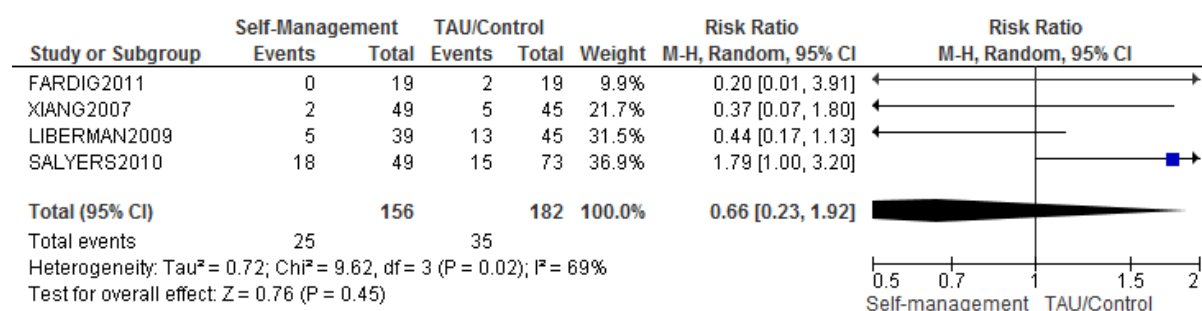 Self-Management TAU/Control Risk Ratio Risk Ratio
Study or Subgroup Events Total Events Total Weight M-H, Random, 95% CI M-H, Random, 95% CI
FARDIG2011 0 19 2 19 9.9% 0.20 [0.01, 3.91]
XIANG2007 2 49 5 45 21.7% 0.37 [0.07, 1.80]
LIBERMAN2009 5 39 13 45 31.5% 0.44 [0.17, 1.13]
SALYERS2010 18 49 15 73 36.9% 1.79 [1.00, 3.20]
Total (95% CI) 156 182 100.0% 0.66 [0.23, 1.92]
Total events 25 35
Heterogeneity: Tau² = 0.72; Chi² = 9.62, df = 3 (P = 0.02); I² = 69%
Test for overall effect: Z = 0.76 (P = 0.45)
0.5 0.7 1 1.5 2
Self-management TAU/Control